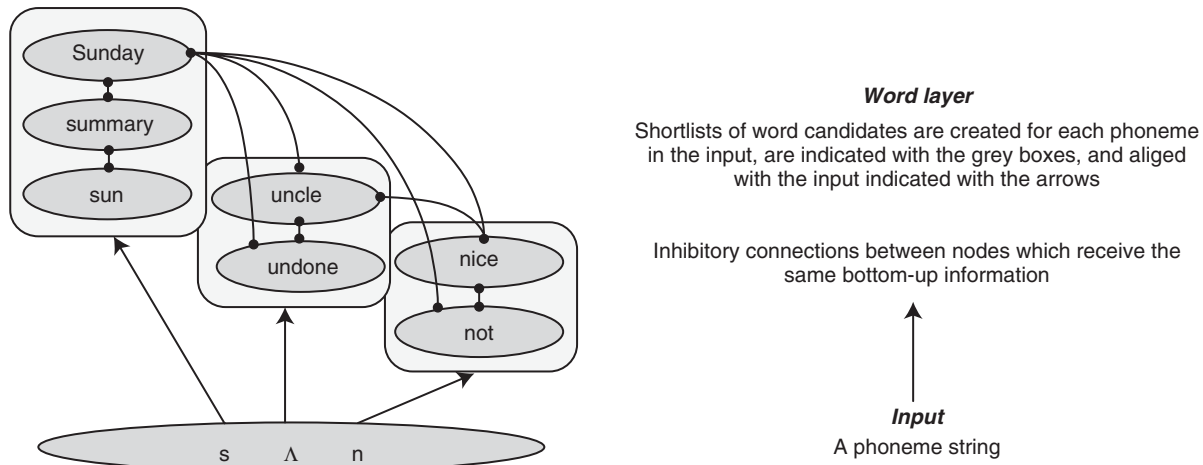 Sunday
summary
sun
uncle
undone
nice
not
s Λ n
Word layer
Shortlists of word candidates are created for each phoneme
in the input, are indicated with the grey boxes, and aliged
with the input indicated with the arrows
Inhibitory connections between nodes which receive the
same bottom-up information
Input
A phoneme string